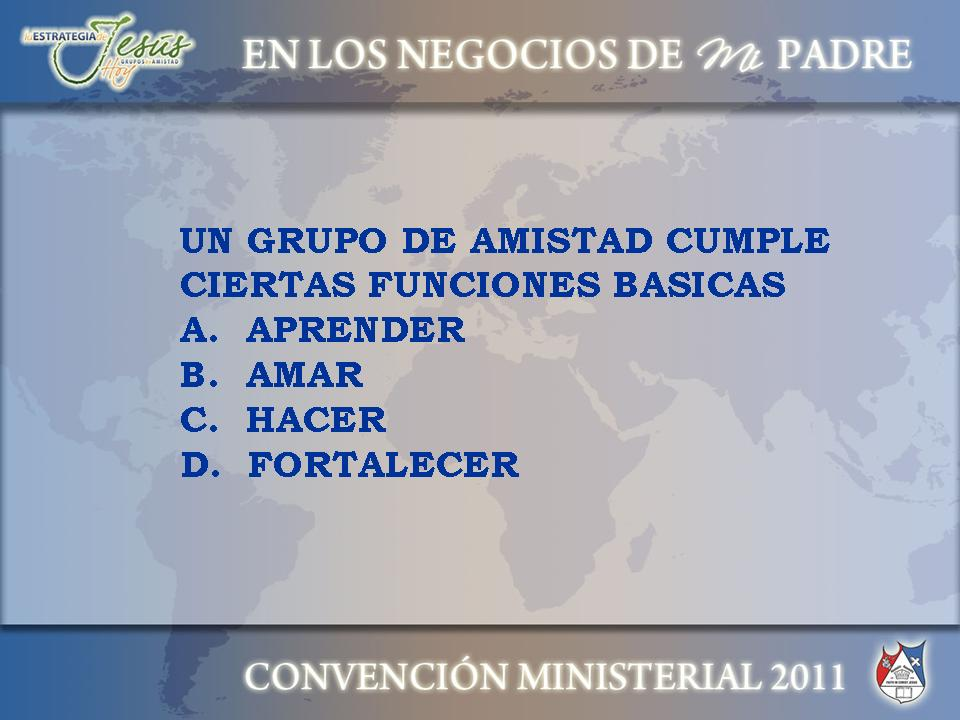 la ESTRATEGIA de
Jesús
GRUPOS de AMISTAD
Hoy
EN LOS NEGOCIOS DE Mi PADRE
UN GRUPO DE AMISTAD CUMPLE
CIERTAS FUNCIONES BASICAS
A. APRENDER
B. AMAR
C. HACER
D. FORTALECER
CONVENCIÓN MINISTERIAL 2011